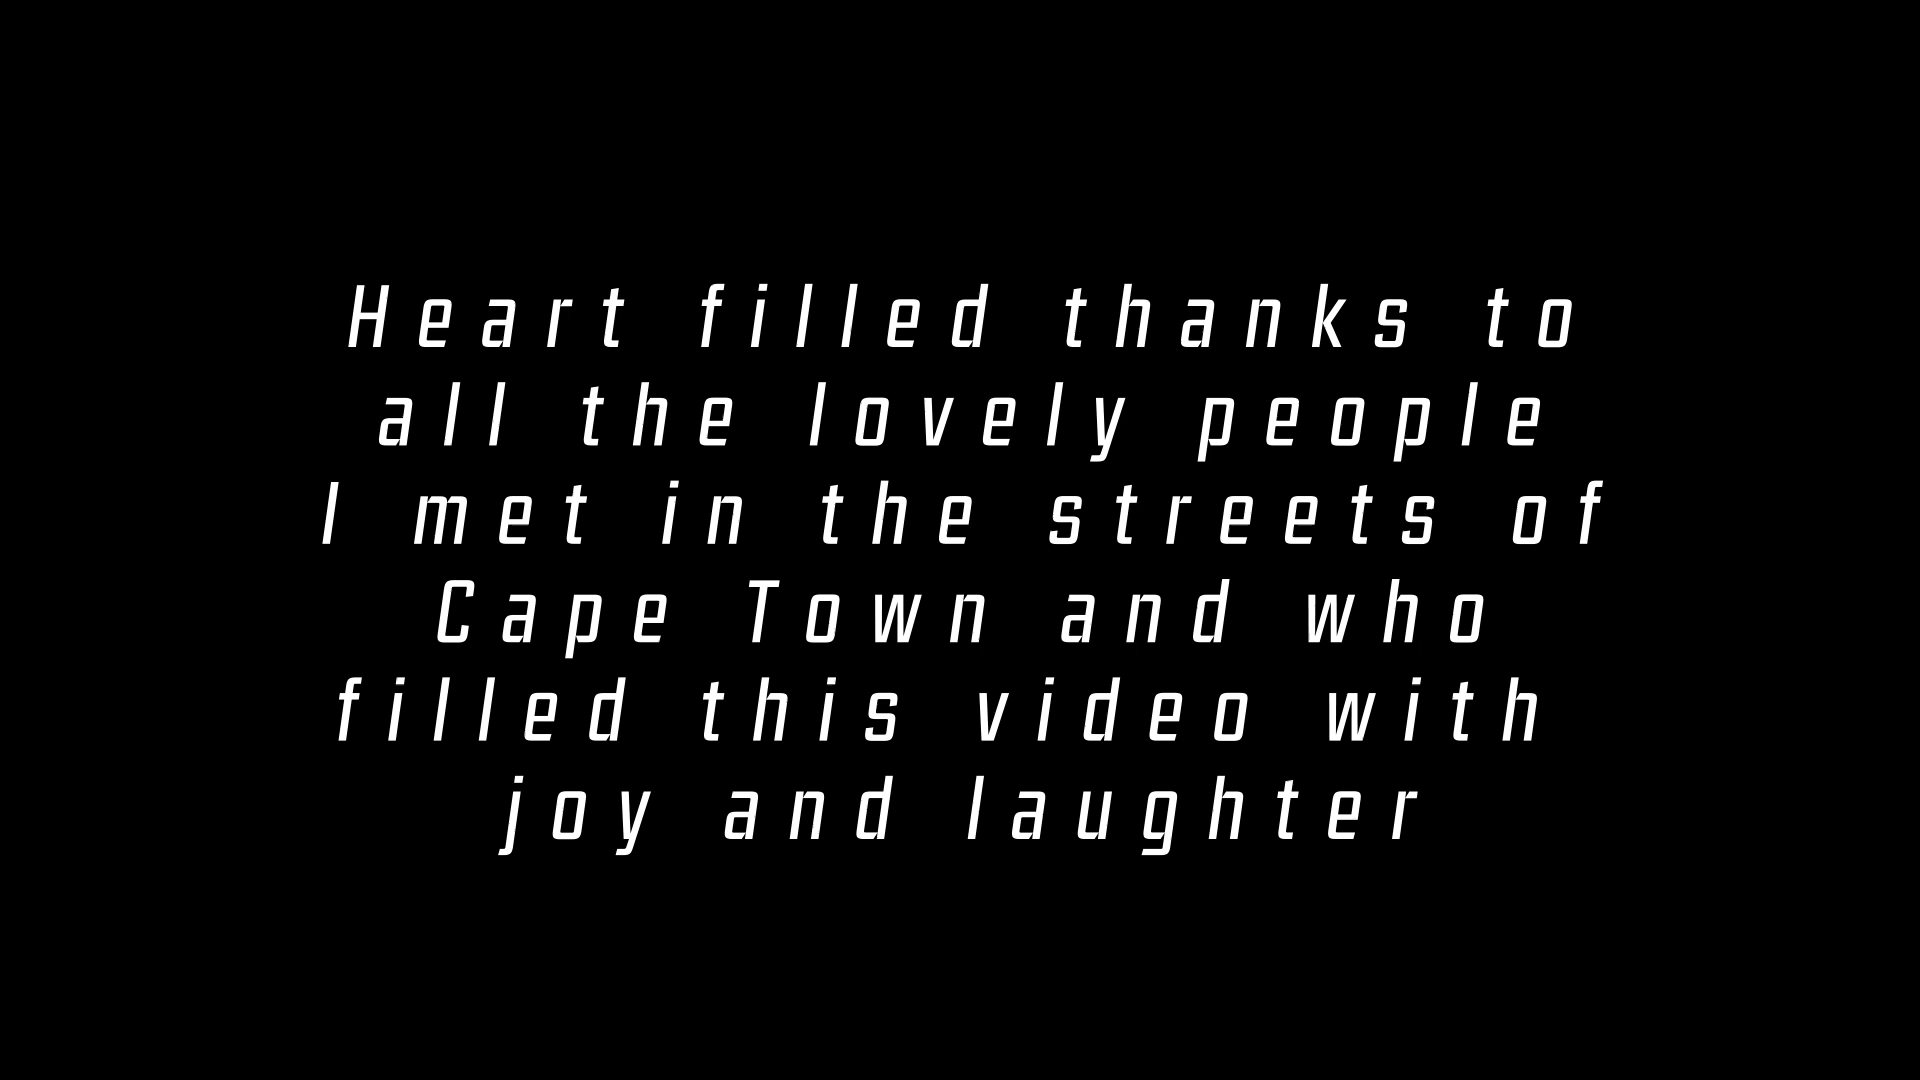 Heart filled thanks to
all the lovely people
I met in the streets of
Cape Town and who
filled this video with
joy and laughter